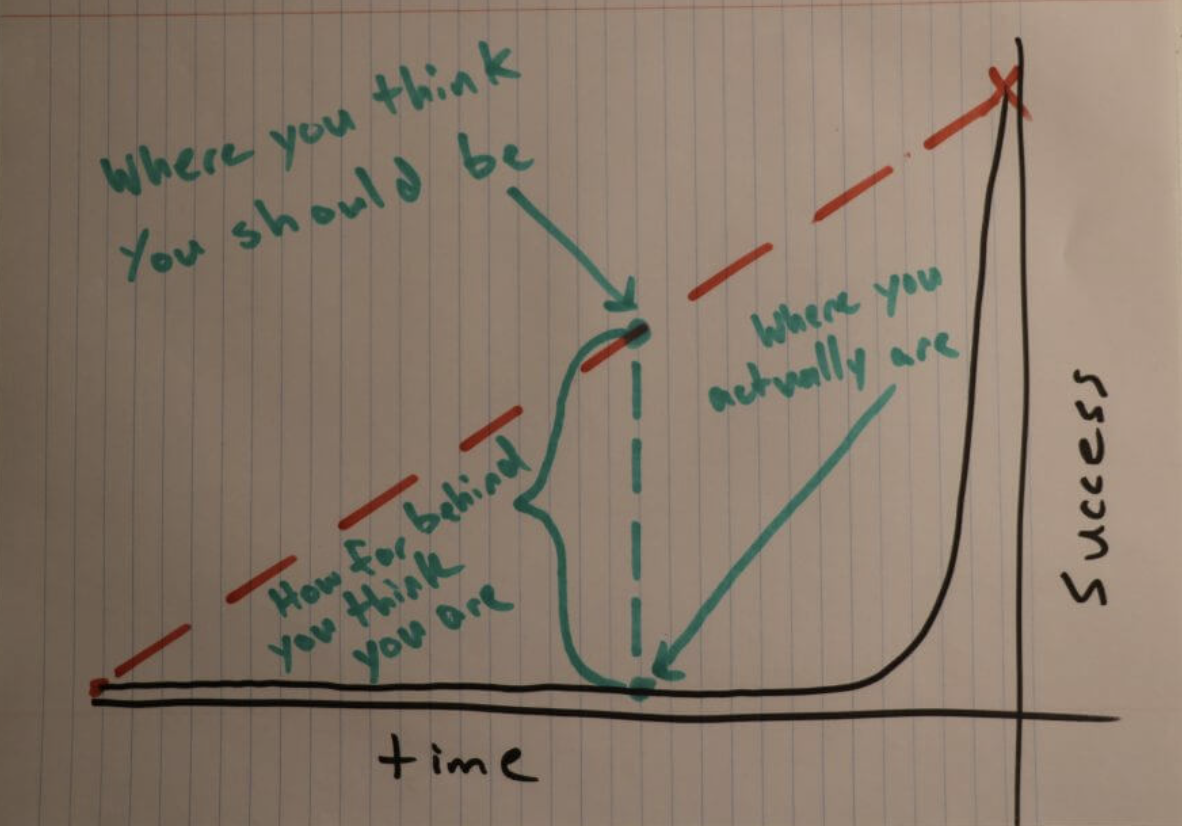 Where you think
You should be
Where you
actually are
How far behind
you think
you are
Success
time